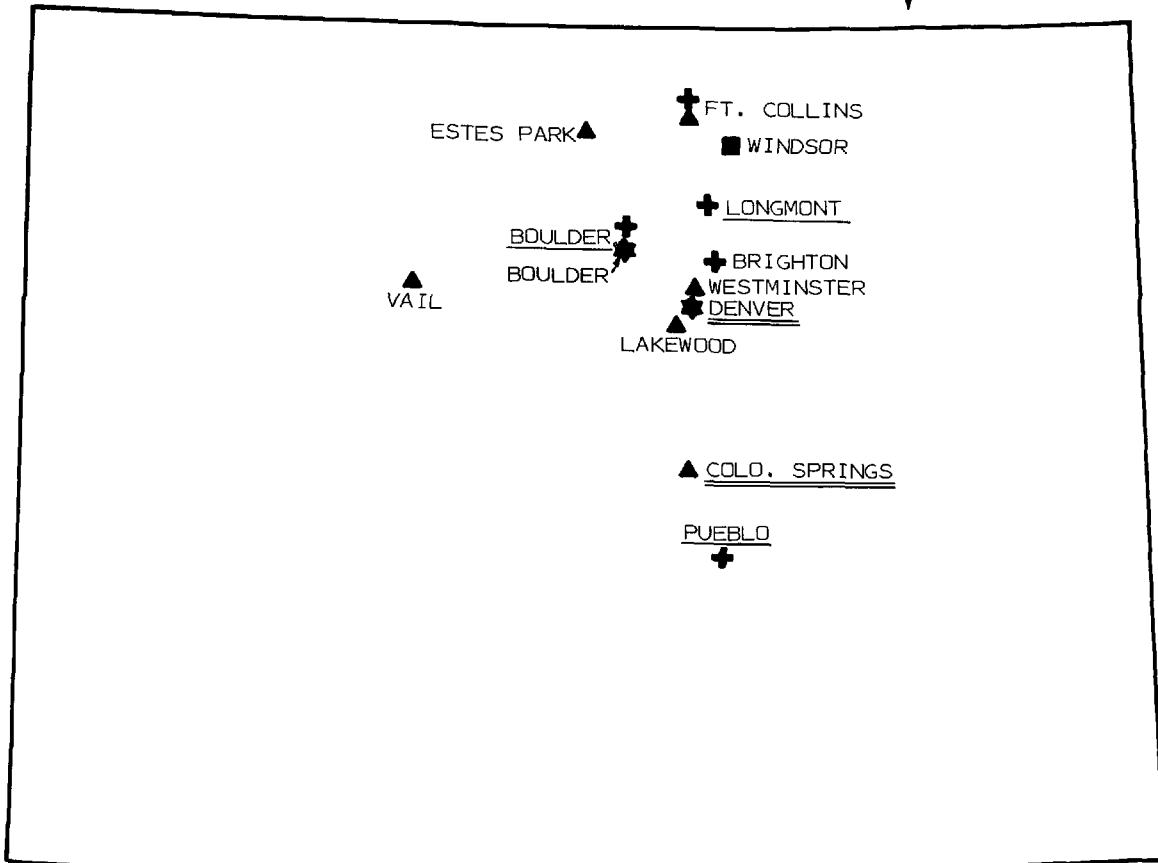 FT. COLLINS
ESTES PARK
WINDSOR
LONGMONT
BOULDER
BRIGHTON
BOULDER
WESTMINSTER
VAIL
DENVER
LAKEWOOD
COLO. SPRINGS
PUEBLO